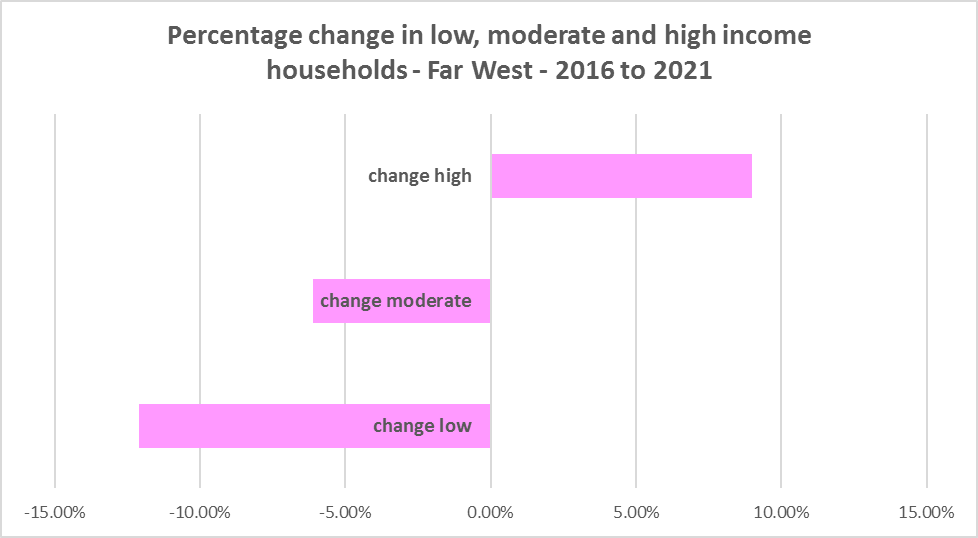 Percentage change in low, moderate and high income
households - Far West - 2016 to 2021
change high
change moderate
change low
-15.00% -10.00% -5.00% 0.00% 5.00% 10.00% 15.00%